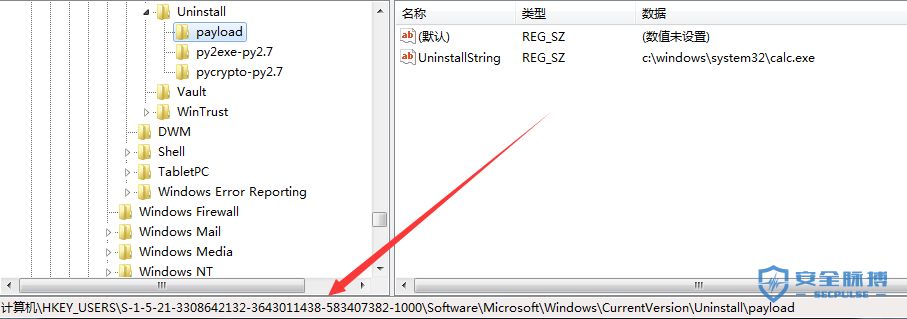 Uninstall
payload
py2exe-py2.7
pycrypto-py2.7
Vault
WinTrust
DWM
Shell
TabletPC
Windows Error Reporting
Windows Firewall
Windows Mail
Windows Media
Windows NT
名称 类型 数据
(默认) REG_SZ (数值未设置)
UninstallString REG_SZ c:\windows\system32\calc.exe
计算机\HKEY_USERS\S-1-5-21-3308642132-3643011438-583407382-1000\Software\Microsoft\Windows\CurrentVersion\Uninstall\payload
安全脉搏
SECPULSE